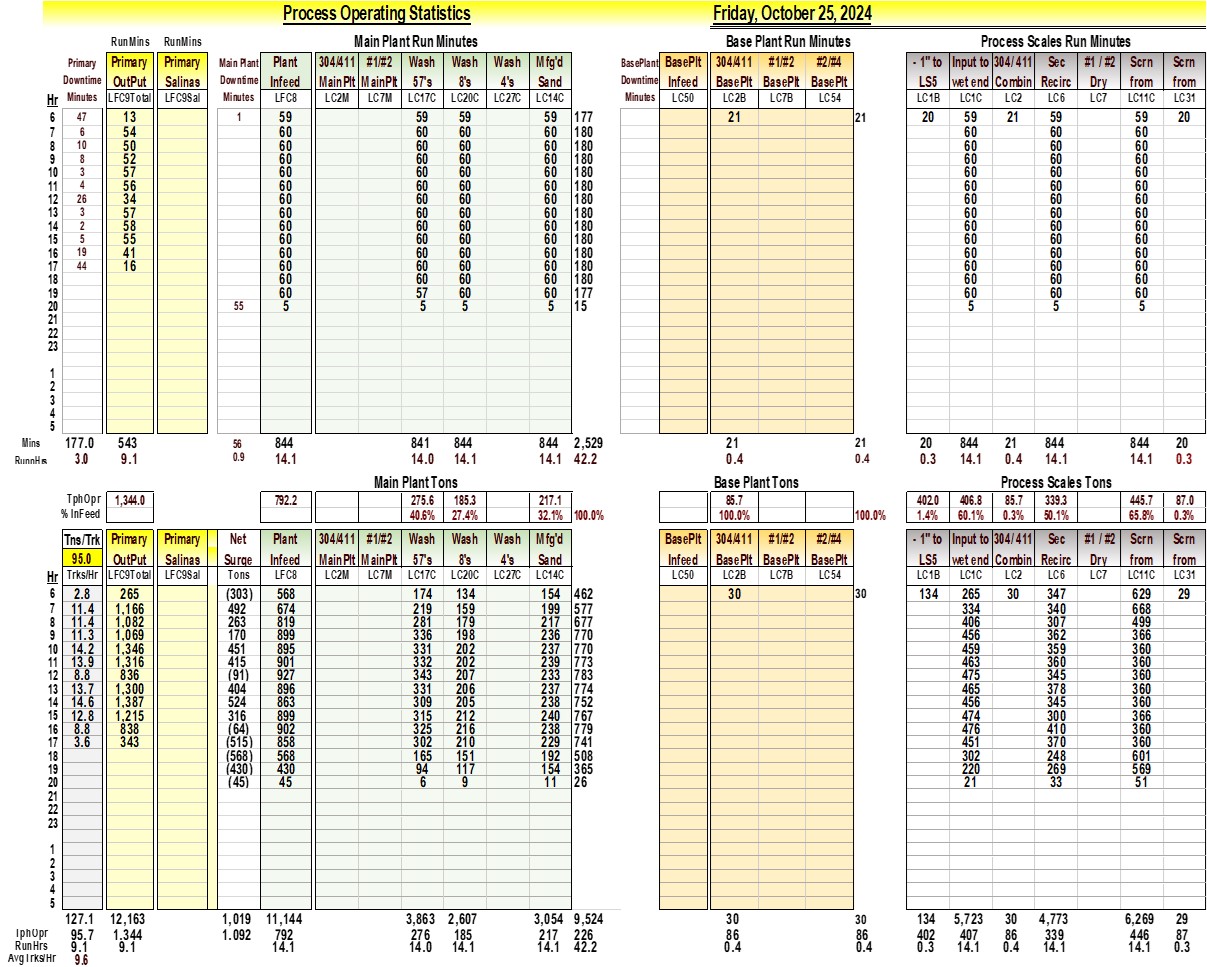 Process Operating Statistics Friday, October 25, 2024
RunMins RunMins Main Plant Run Minutes Base Plant Run Minutes Process Scales Run Minutes
Primary Primary Primary Main Plant Plant 304/411 #1/#2 Wash Wash Wash Mfg'd BasePlant BasePlt 304/411 #1/#2 #2/#4 - 1" to Input to 304/411 Sec #1 / #2 Scrn Scrn
Downtime OutPut Salinas Downtime Infeed MainPlt MainPlt 57's 8's 4's Sand Downtime Infeed BasePlt BasePlt BasePlt LS5 wet end Combin Recirc Dry from from
Hr Minutes LFC9Total LFC9Sal Minutes LFC8 LC2M LC7M LC17C LC20C LC27C LC14C Minutes LC50 LC2B LC7B LC54 LC1B LC1C LC2 LC6 LC7 LC11C LC31
6 47 13 1 59 59 59 59 177 21 21 20 59 21 59 59 20
7 6 54 60 60 60 60 180 60 60 60
8 10 50 60 60 60 60 180 60 60 60
9 8 52 60 60 60 60 180 60 60 60
10 3 57 60 60 60 60 180 60 60 60
11 4 56 60 60 60 60 180 60 60 60
12 26 34 60 60 60 60 180 60 60 60
13 3 57 60 60 60 60 180 60 60 60
14 2 58 60 60 60 60 180 60 60 60
15 5 55 60 60 60 60 180 60 60 60
16 19 41 60 60 60 60 180 60 60 60
17 44 16 60 60 60 60 180 60 60 60
18 60 60 60 60 180 60 60 60
19 60 57 60 60 177 60 60 60
20 55 5 5 5 5 15 5 5 5
21
22
23
1
2
3
4
5
Mins 177.0 543 56 844 841 844 844 2,529 21 21 20 844 21 844 844 20
RunnHrs 3.0 9.1 0.9 14.1 14.0 14.1 14.1 42.2 0.4 0.4 0.3 14.1 0.4 14.1 14.1 0.3
Main Plant Tons Base Plant Tons Process Scales Tons
TphOpr 1,344.0 792.2 275.6 185.3 217.1 85.7 402.0 406.8 85.7 339.3 445.7 87.0
% InFeed 40.6% 27.4% 32.1% 100.0% 100.0% 100.0% 1.4% 60.1% 0.3% 50.1% 65.8% 0.3%
Tns/Trk Primary Primary Net Plant 304/411 #1/#2 Wash Wash Wash Mfg'd BasePlt 304/411 #1/#2 #2/#4 - 1" to Input to 304/411 Sec #1 / #2 Scrn Scrn
95.0 OutPut Salinas Surge Infeed MainPlt MainPlt 57's 8's 4's Sand Infeed BasePlt BasePlt BasePlt LS5 wet end Combin Recirc Dry from from
Hr Trks/Hr LFC9Total LFC9Sal Tons LFC8 LC2M LC7M LC17C LC20C LC27C LC14C LC50 LC2B LC7B LC54 LC1B LC1C LC2 LC6 LC7 LC11C LC31
6 2.8 265 (303) 568 174 134 154 462 30 30 134 265 30 347 629 29
7 11.4 1,166 492 674 219 159 199 577 334 340 668
8 11.4 1,082 263 819 281 179 217 677 406 307 499
9 11.3 1,069 170 899 336 198 236 770 456 362 366
10 14.2 1,346 451 895 331 202 237 770 459 359 360
11 13.9 1,316 415 901 332 202 239 773 463 360 360
12 8.8 836 (91) 927 343 207 233 783 475 345 360
13 13.7 1,300 404 896 331 206 237 774 465 378 360
14 14.6 1,387 524 863 309 205 238 752 456 345 360
15 12.8 1,215 316 899 315 212 240 767 474 300 366
16 8.8 838 (64) 902 325 216 238 779 476 410 360
17 3.6 343 (515) 858 302 210 229 741 451 370 360
18 (568) 568 165 151 192 508 302 248 601
19 (430) 430 94 117 154 365 220 269 569
20 (45) 45 6 9 11 26 21 33 51
21
22
23
1
2
3
4
5
127.1 12,163 1,019 11,144 3,863 2,607 3,054 9,524 30 30 134 5,723 30 4,773 6,269 29
TphOpr 95.7 1,344 1.092 792 276 185 217 226 86 86 402 407 86 339 446 87
RunHrs 9.1 9.1 14.1 14.0 14.1 14.1 42.2 0.4 0.4 0.3 14.1 0.4 14.1 14.1 0.3
AvgTrks/Hr 9.6